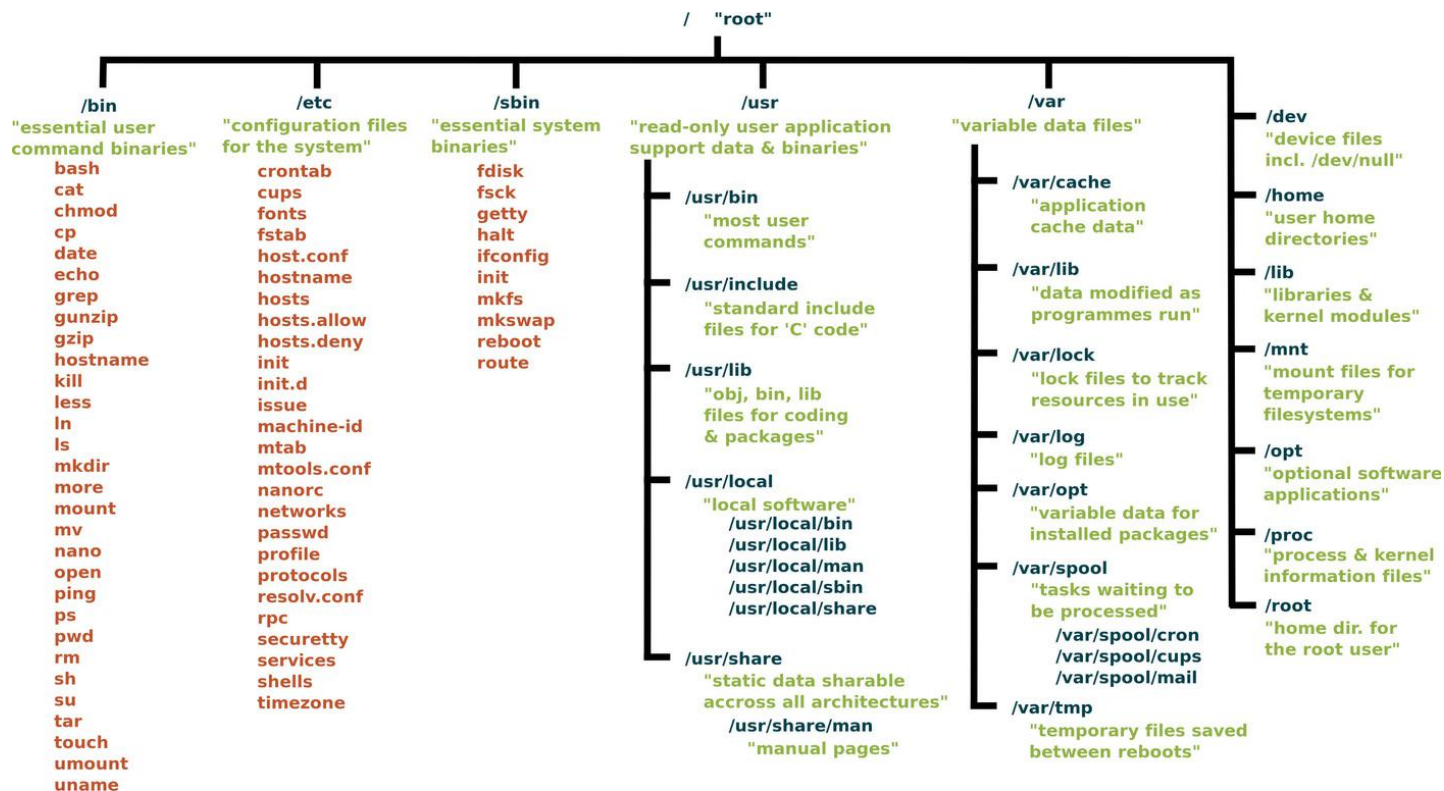 / "root"
/bin
"essential user
command binaries"
bash
cat
chmod
cp
date
echo
grep
gunzip
gzip
hostname
kill
less
ln
ls
mkdir
more
mount
mv
nano
open
ping
ps
pwd
rm
sh
su
tar
touch
umount
uname
/etc
"configuration files
for the system"
crontab
cups
fonts
fstab
host.conf
hostname
hosts
hosts.allow
hosts.deny
init
init.d
issue
machine-id
mtab
mtools.conf
nanorc
networks
passwd
profile
protocols
resolv.conf
rpc
securetty
services
shells
timezone
/sbin
"essential system
binaries"
fdisk
fsck
getty
halt
ifconfig
init
mkfs
mkswap
reboot
route
/usr
"read-only user application
support data & binaries"
/usr/bin
"most user
commands"
/usr/include
"standard include
files for 'C' code"
/usr/lib
"obj, bin, lib
files for coding
& packages"
/usr/local
"local software"
/usr/local/bin
/usr/local/lib
/usr/local/man
/usr/local/sbin
/usr/local/share
/usr/share
"static data sharable
accross all architectures"
/usr/share/man
"manual pages"
/var
"variable data files"
/var/cache
"application
cache data"
/var/lib
"data modified as
programmes run"
/var/lock
"lock files to track
resources in use"
/var/log
"log files"
/var/opt
"variable data for
installed packages"
/var/spool
"tasks waiting to
be processed"
/var/spool/cron
/var/spool/cups
/var/spool/mail
/var/tmp
"temporary files saved
between reboots"
/dev
"device files
incl. /dev/null"
/home
"user home
directories"
/lib
"libraries &
kernel modules"
/mnt
"mount files for
temporary
filesystems"
/opt
"optional software
applications"
/proc
"process & kernel
information files"
/root
"home dir. for
the root user"